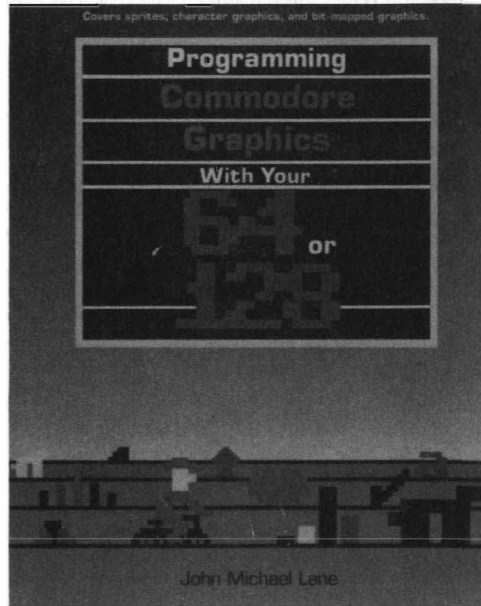 Covers sprites, character graphics, and bit-mapped graphics.
Programming
Commodore
Graphics
With Your
64 or
128
John Michael Lane